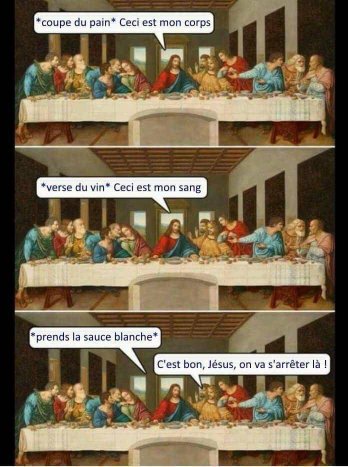 *coupe du pain* Ceci est mon corps
*verse du vin* Ceci est mon sang
*prends la sauce blanche*
C'est bon, Jésus, on va s'arrêter là !